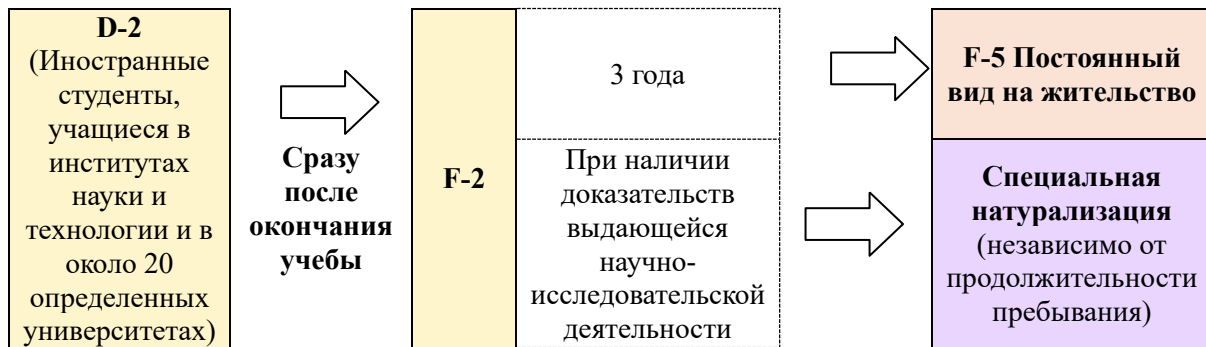 D-2
(Иностранные
студенты,
учащиеся в
институтах
науки и
технологии и в
около 20
определенных
университетах)
Сразу
после
окончания
учебы
F-2
3 года
При наличии
доказательств
выдающейся
научно-
исследовательской
деятельности
F-5 Постоянный
вид на жительство
Специальная
натурализация
(независимо от
продолжительности
пребывания)